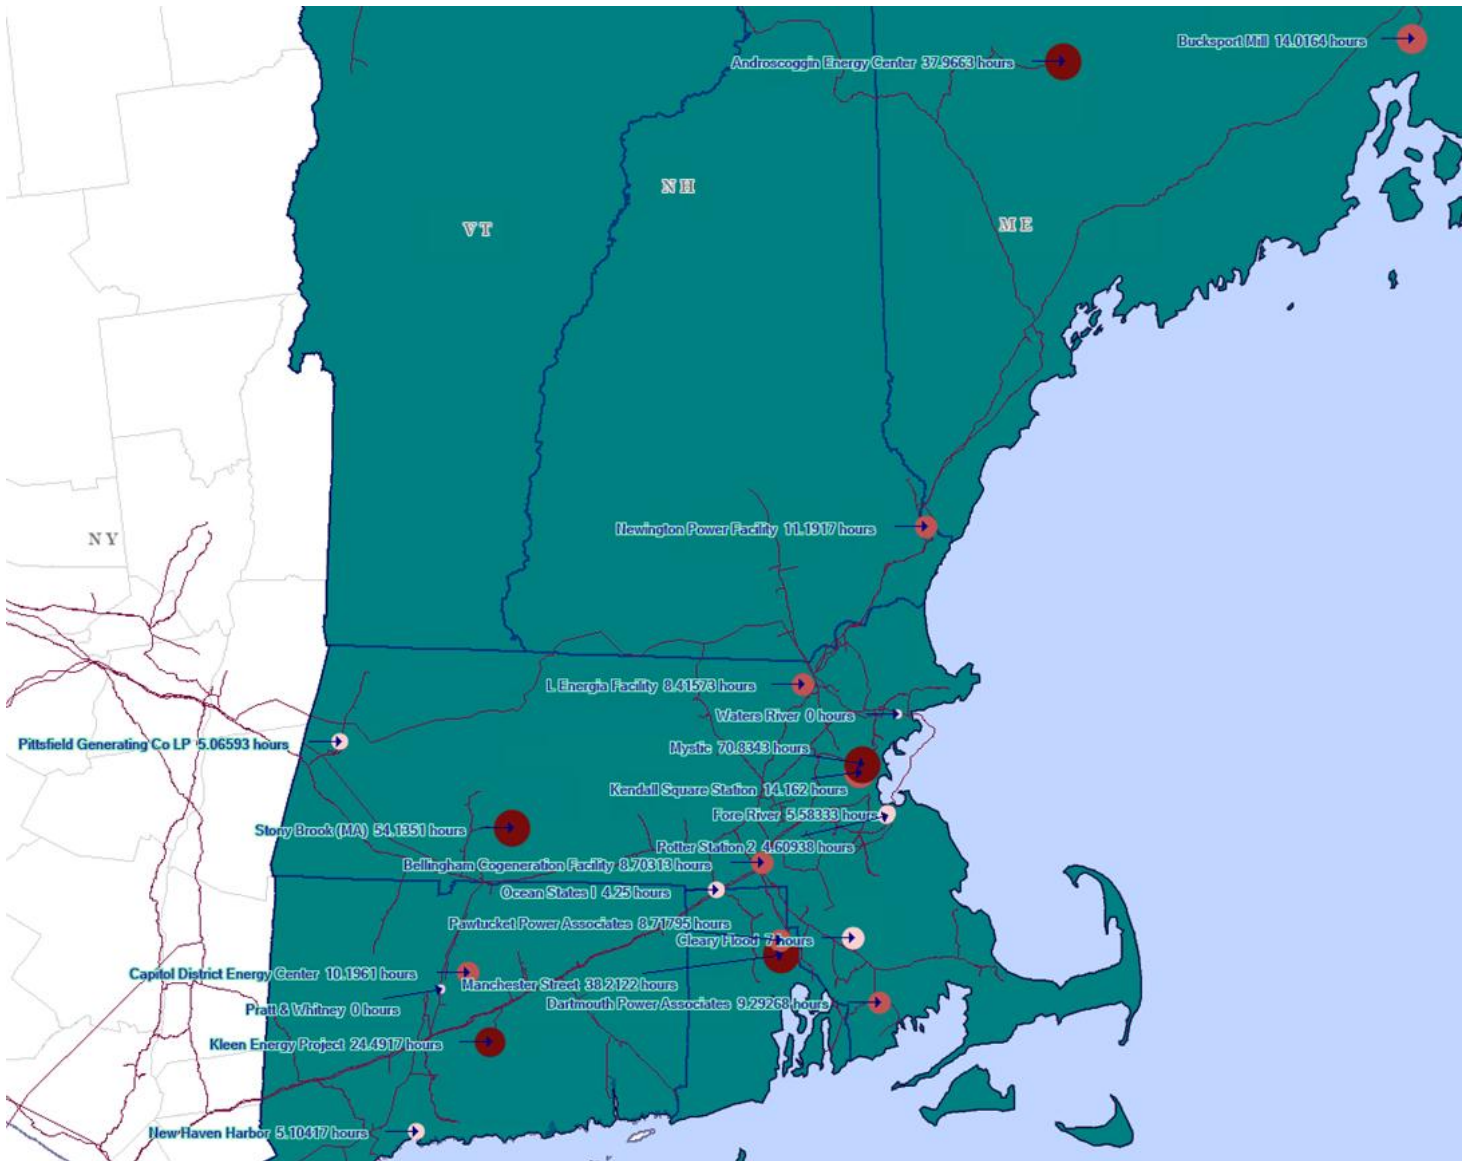 Bucksport Mill 14.0164 hours
Androscoggin Energy Center 37.9663 hours
NH
VT
ME
Newington Power Facility 11.1917 hours
NY
L Energia Facility 8.41573 hours
Waters River 0 hours
Pittsfield Generating Co LP 5.06593 hours
Mystic 70.8343 hours
Kendall Square Station 14.162 hours
Fore River 5.58333 hours
Stony Brook (MA) 54.1351 hours
Potter Station 2 4.60938 hours
Bellingham Cogeneration Facility 8.70313 hours
Ocean States I 4.25 hours
Pawtucket Power Associates 8.71795 hours
Cleary Flood 7 hours
Capitol District Energy Center 10.1961 hours
Manchester Street 38.2122 hours
Dartmouth Power Associates 9.29268 hours
Pratt & Whitney 0 hours
Kleen Energy Project 24.4917 hours
New Haven Harbor 5.10417 hours